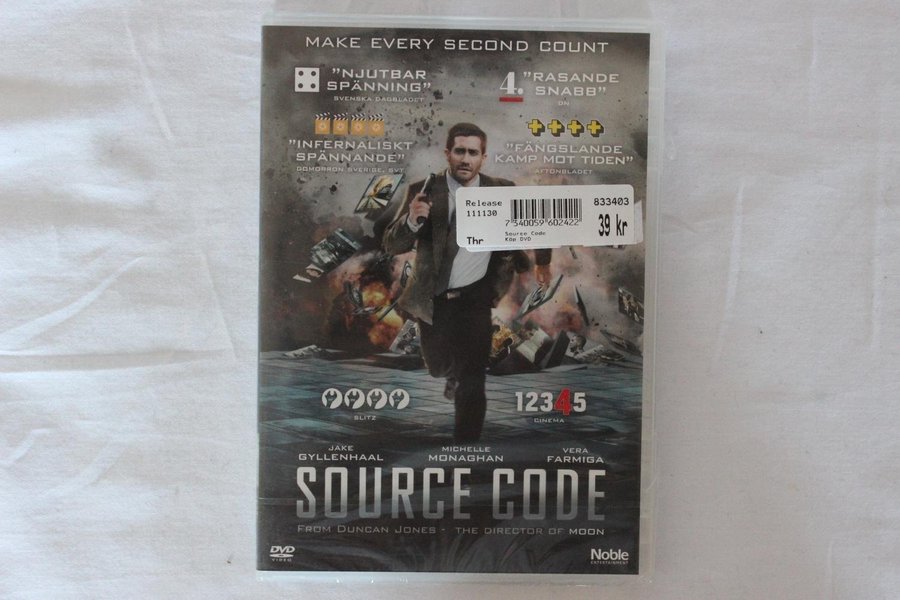 MAKE EVERY SECOND COUNT
"NJUTBAR
SPÄNNING"
SVENSKA DAGBLADET
4.
"RASANDE
SNABB"
DN
"INFERNALISKT
SPÄNNANDE"
GOMORRON SVERIGE, SVT
"FÄNGSLANDE
KAMP MOT TIDEN"
AFTONBLADET
Release
111130
833403
7 340059 602422
39 kr
Thr
Source Code
Köp DVD
BLITZ
12345
CINEMA
JAKE
GYLLENHAAL
MICHELLE
MONAGHAN
VERA
FARMIGA
SOURCE CODE
FROM DUNCAN JONES - THE DIRECTOR OF MOON
DVD
VIDEO
Noble
ENTERTAINMENT